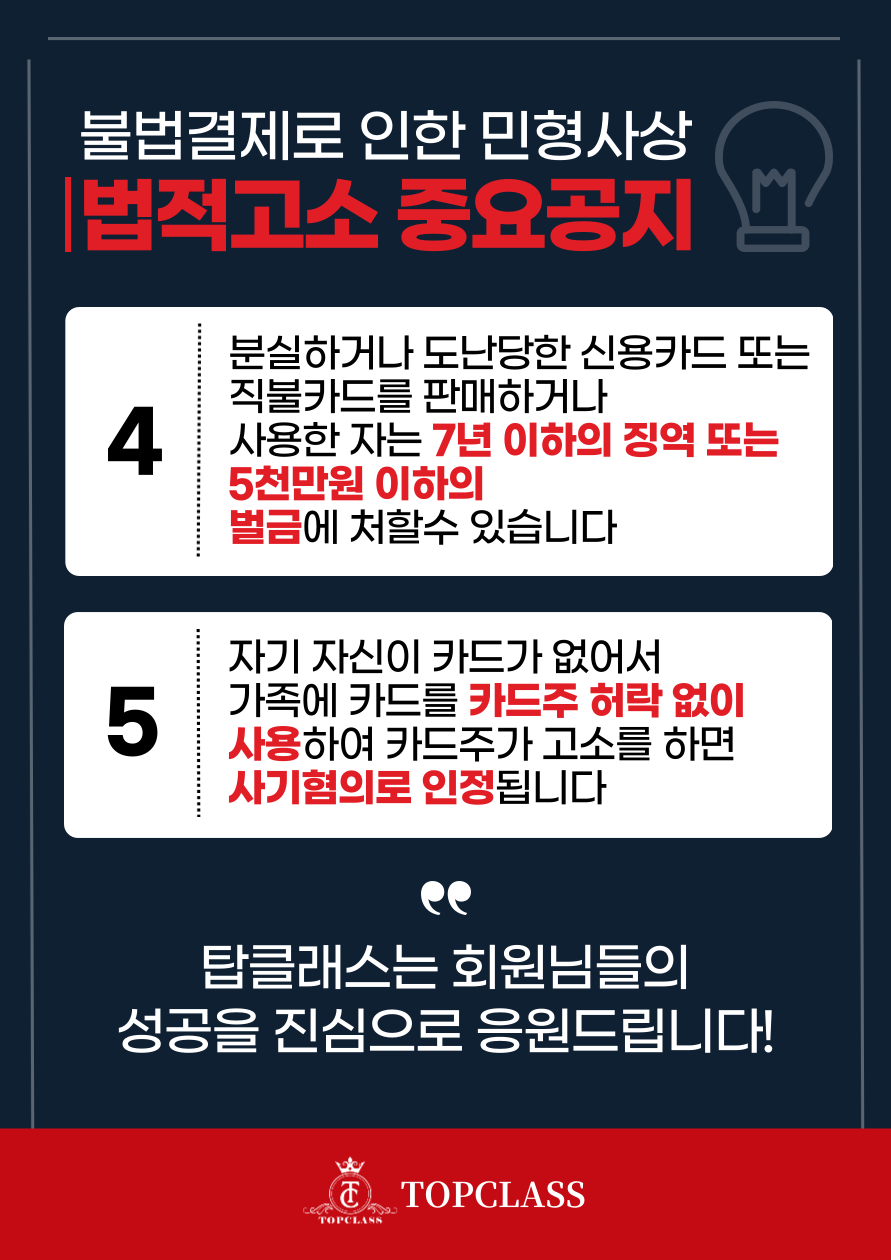 불법결제로 인한 민형사상
법적고소 중요공지
4
분실하거나 도난당한 신용카드 또는
직불카드를 판매하거나
사용한 자는 7년 이하의 징역 또는
5천만원 이하의
벌금에 처할수 있습니다
5
자기 자신이 카드가 없어서
가족에 카드를 카드주 허락 없이
사용하여 카드주가 고소를 하면
사기혐의로 인정됩니다
❜❜
탑클래스는 회원님들의
성공을 진심으로 응원드립니다!
TC
TOPCLASS
TOPCLASS